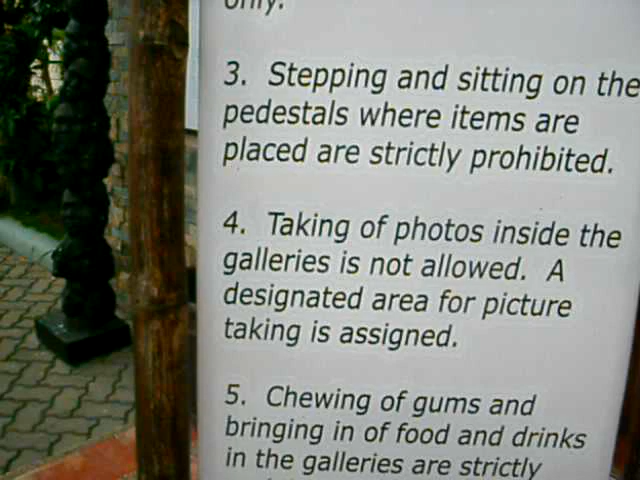 only.
3. Stepping and sitting on the
pedestals where items are
placed are strictly prohibited.
4. Taking of photos inside the
galleries is not allowed. A
designated area for picture
taking is assigned.
5. Chewing of gums and
bringing in of food and drinks
in the galleries are strictly